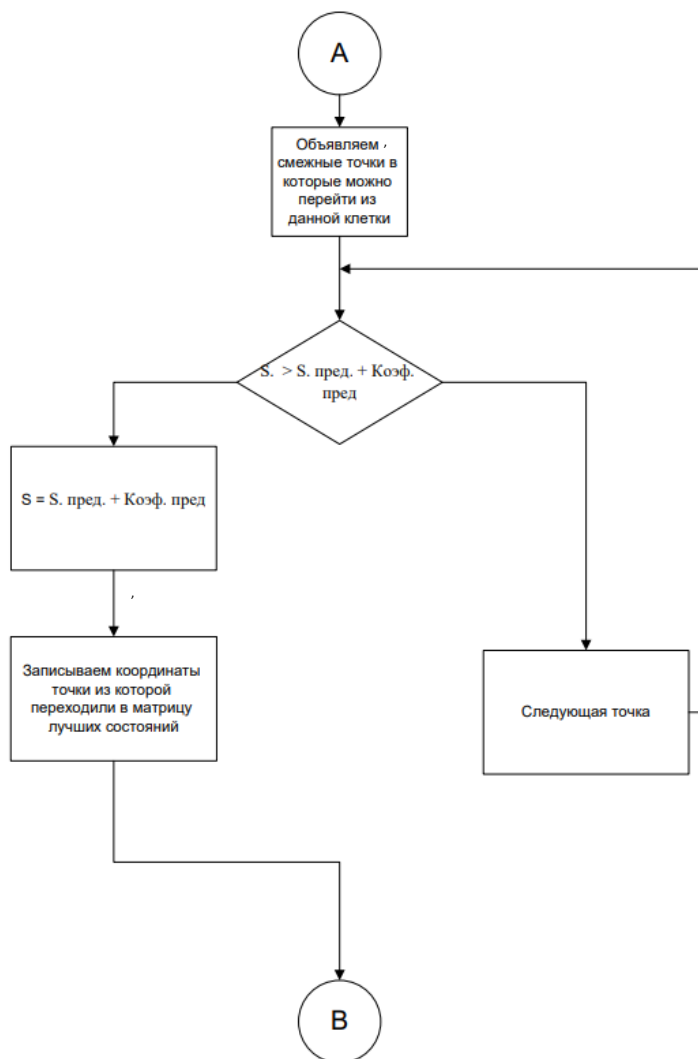 A
Объявляем ,
смежные точки в
которые можно
перейти из
данной клетки
S. > S. пред. + Коэф.
пред
S = S. пред. + Коэф. пред
,
Записываем координаты
точки из которой
переходили в матрицу
лучших состояний
Следующая точка
B